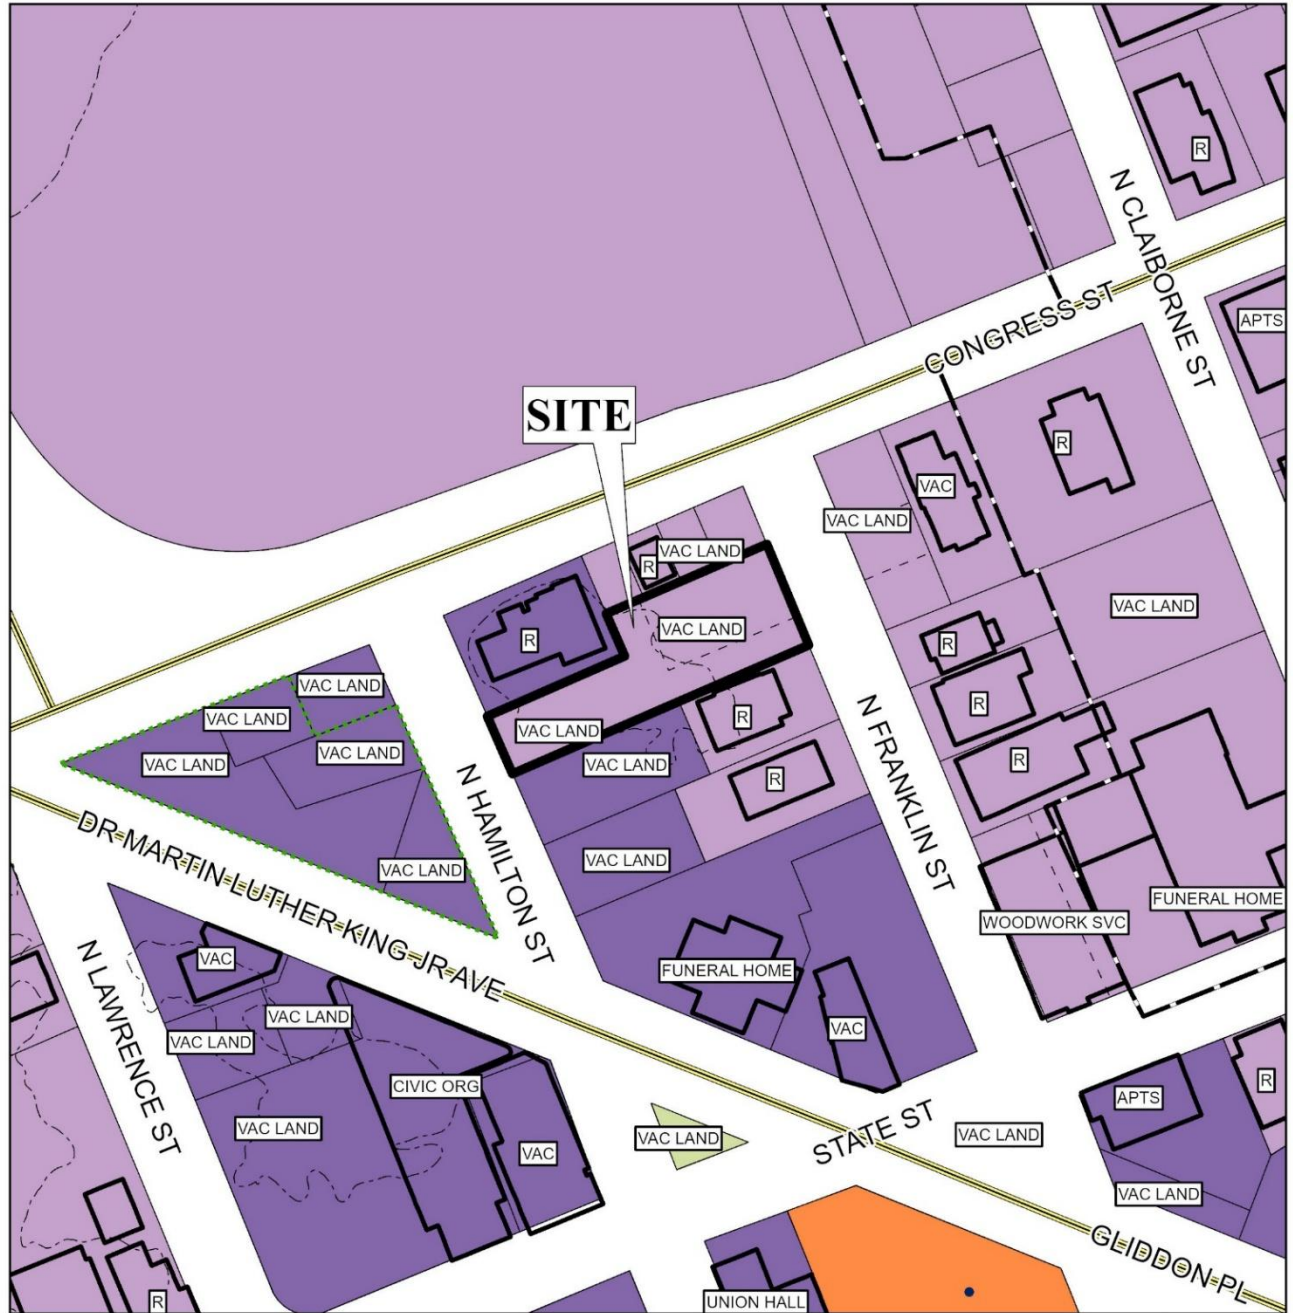 R
N CLAIBORNE ST
CONGRESS ST
APTS
SITE
R
VAC
VAC LAND
VAC LAND
R
VAC LAND
VAC LAND
R
R
VAC LAND
VAC LAND
VAC LAND
VAC LAND
VAC LAND
R
R
VAC LAND
VAC LAND
R
R
N FRANKLIN ST
N HAMILTON ST
DR MARTIN LUTHER KING JR AVE
VAC LAND
VAC LAND
FUNERAL HOME
WOODWORK SVC
N LAWRENCE ST
VAC
FUNERAL HOME
VAC LAND
VAC
VAC LAND
CIVIC ORG
APTS
R
VAC LAND
VAC LAND
STATE ST
VAC LAND
VAC
VAC LAND
GLIDDON PL
R
UNION HALL